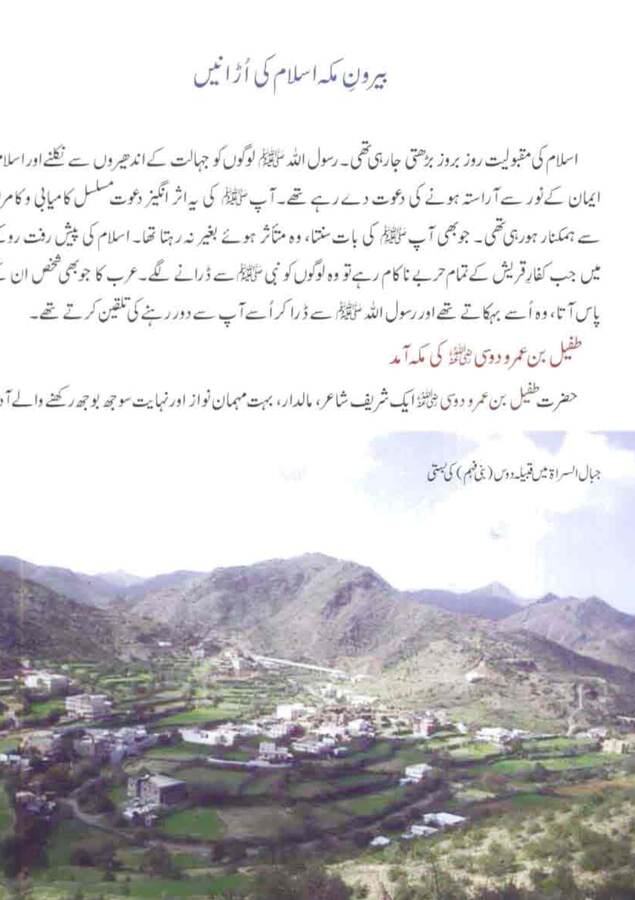 بیرونِ مکہ اسلام کی اُڑانیں
اسلام کی مقبولیت روز بروز بڑھتی جا رہی تھی۔ رسول اللہ ﷺ لوگوں کو جہالت کے اندھیروں سے نکلنے اور اسلام
ایمان کے نور سے آراستہ ہونے کی دعوت دے رہے تھے۔ آپ ﷺ کی یہ اثر انگیز دعوت مسلسل کامیابی و کامرا
سے ہمکنار ہو رہی تھی۔ جو بھی آپ ﷺ کی بات سنتا، وہ متأثر ہوئے بغیر نہ رہتا تھا۔ اسلام کی پیش رفت روک
میں جب کفارِ قریش کے تمام حربے ناکام رہے تو وہ لوگوں کو نبی ﷺ سے ڈرانے لگے۔ عرب کا جو بھی شخص ان کے
پاس آتا، وہ اُسے بہکاتے تھے اور رسول اللہ ﷺ سے ڈرا کر اُسے آپ سے دور رہنے کی تلقین کرتے تھے۔
طفیل بن عمرو دوسی رضی اللہ عنہ کی مکہ آمد
حضرت طفیل بن عمرو دوسی رضی اللہ عنہ ایک شریف شاعر، مالدار، بہت مہمان نواز اور نہایت سوجھ بوجھ رکھنے والے آد
جبال السراۃ میں قبیلہ دوس (بنی فہم) کی بستی